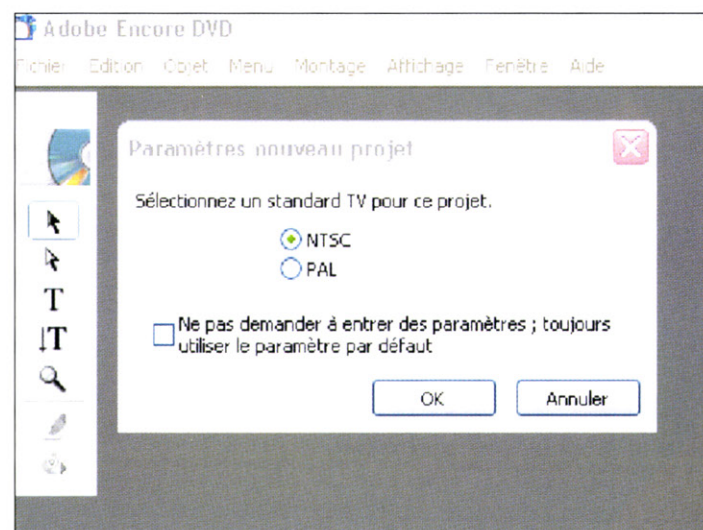 Adobe Encore DVD
Fichier Edition Objet Menu Montage Affichage Fenêtre Aide
Paramètres nouveau projet
Sélectionnez un standard TV pour ce projet.
NTSC
PAL
Ne pas demander à entrer des paramètres ; toujours
utiliser le paramètre par défaut
OK Annuler
T
T